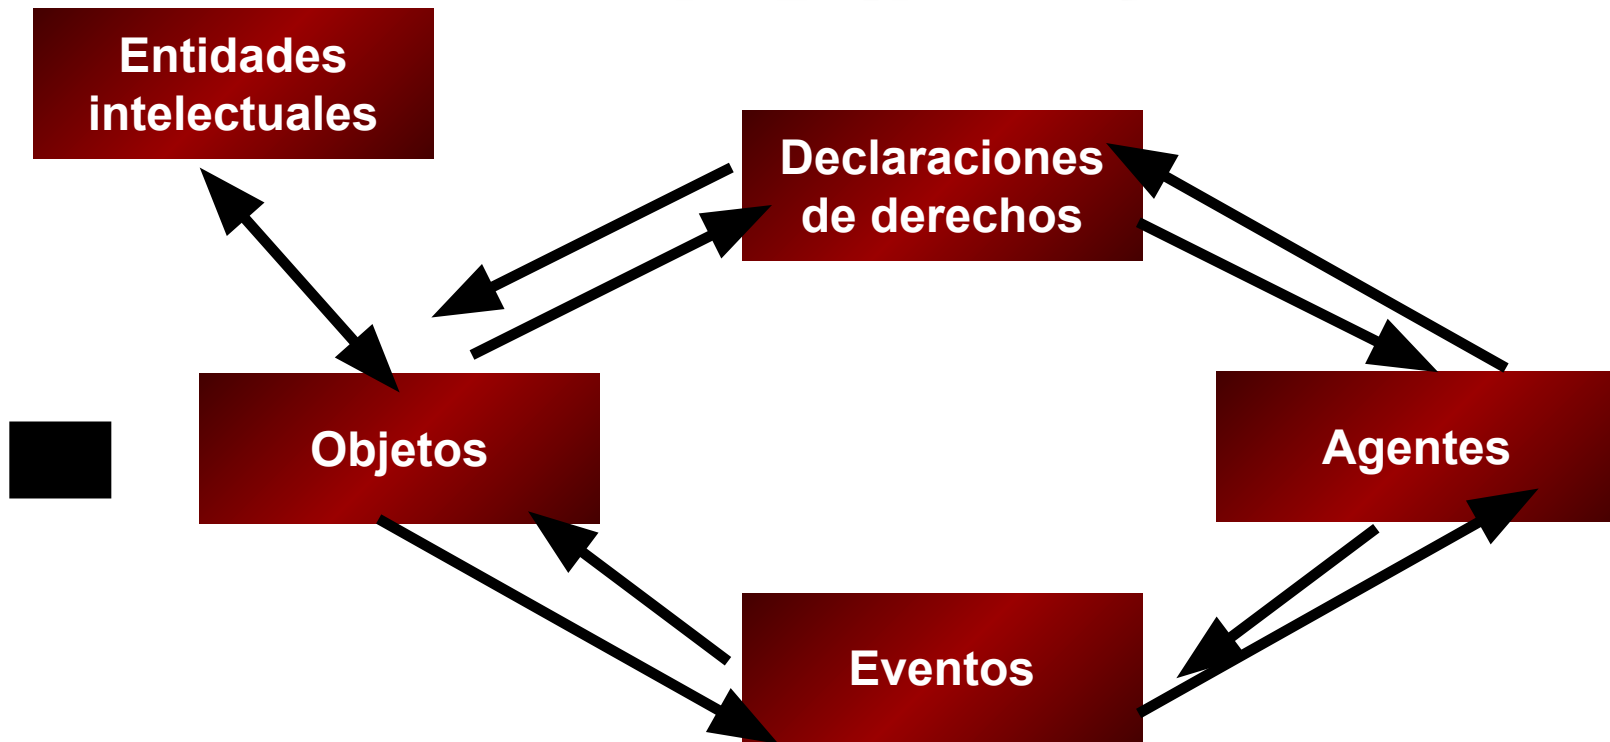 Entidades
intelectuales
Declaraciones
de derechos
Objetos
Agentes
Eventos